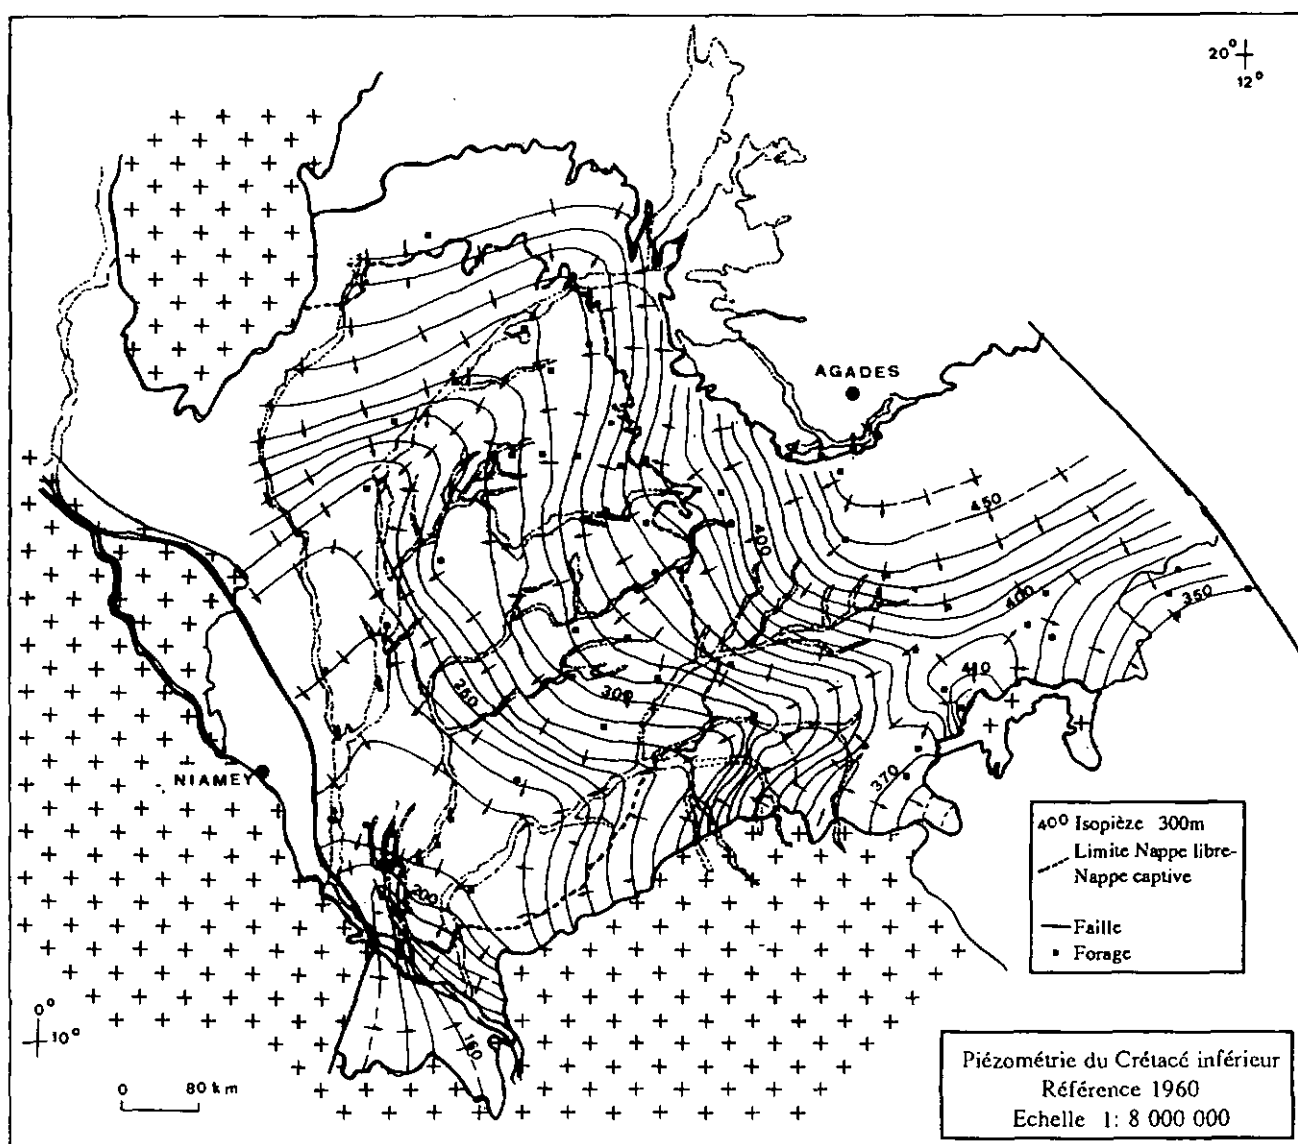 20°
12°
AGADES
450
400
400
350
410
250
300
NIAMEY
370
200
160
400 Isopièze 300m
Limite Nappe libre-
Nappe captive
Faille
Forage
0°
10°
0 80 km
Piézométrie du Crétacé inférieur
Référence 1960
Echelle 1: 8 000 000